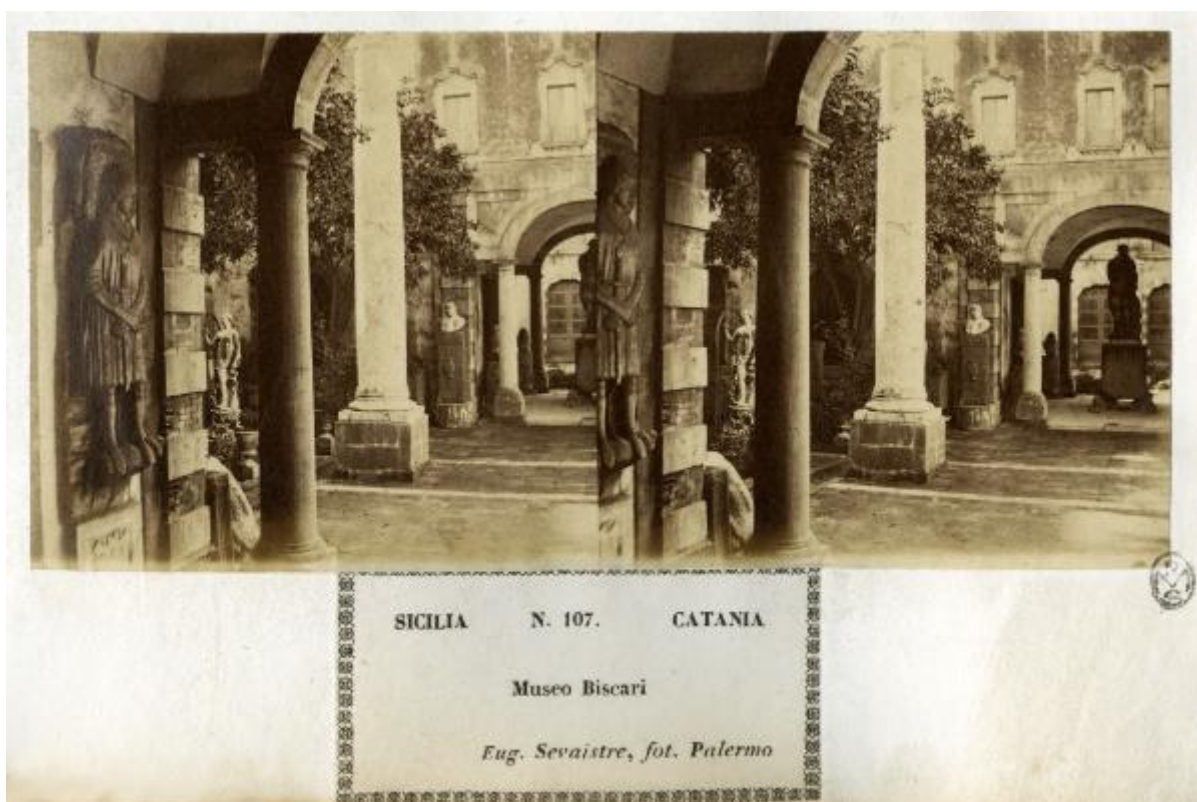 SICILIA N. 107. CATANIA
Museo Biscari
Eug. Sevaistre, fot. Palermo